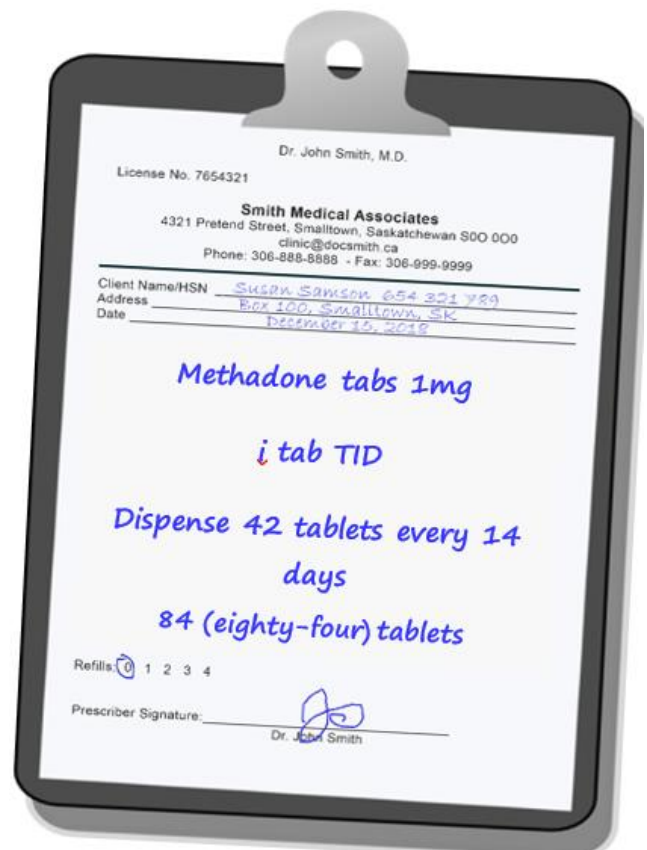 Dr. John Smith, M.D.
License No. 7654321
Smith Medical Associates
4321 Pretend Street, Smalltown, Saskatchewan S0O 0O0
clinic@docsmith.ca
Phone: 306-888-8888 - Fax: 306-999-9999
Client Name/HSN Susan Samson 654 321 789
Address Box 100, Smalltown, SK
Date December 15, 2018
Methadone tabs 1mg
i tab TID
Dispense 42 tablets every 14
days
84 (eighty-four) tablets
Refills: 0 1 2 3 4
Prescriber Signature:
Dr. John Smith